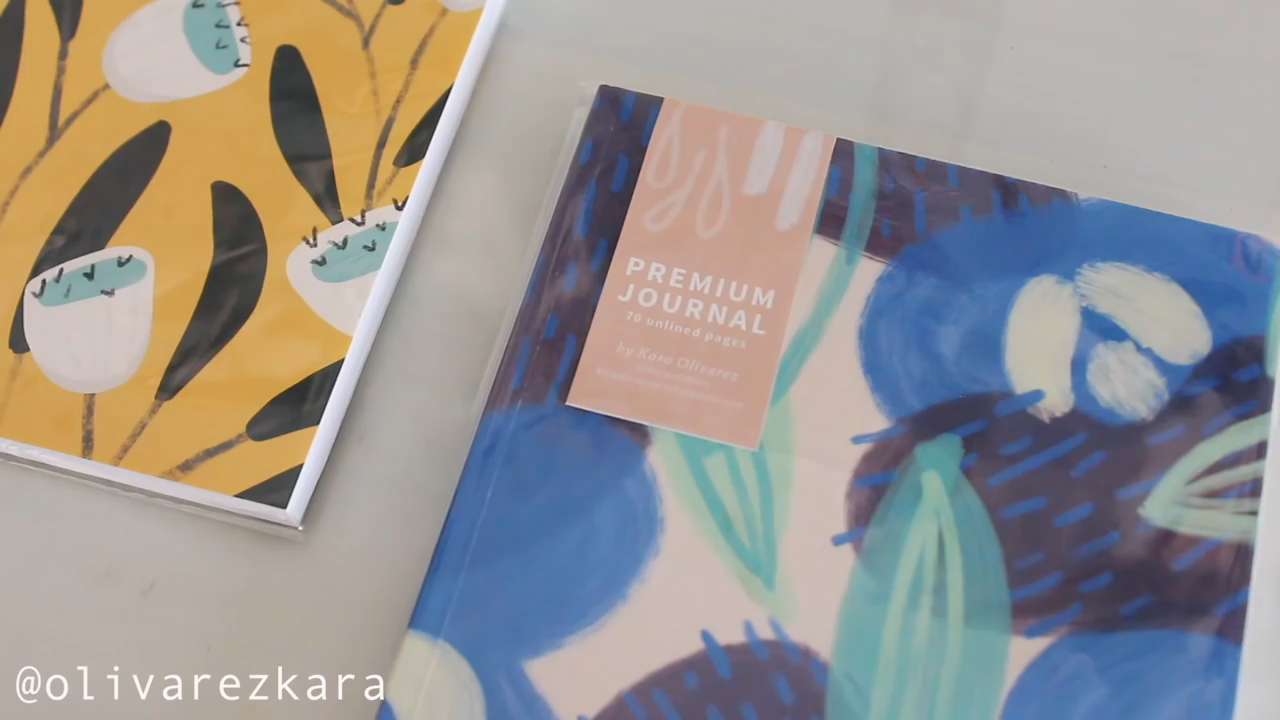 PREMIUM
JOURNAL
70 unlined pages
by Kara Olivarez
@olivarezkara